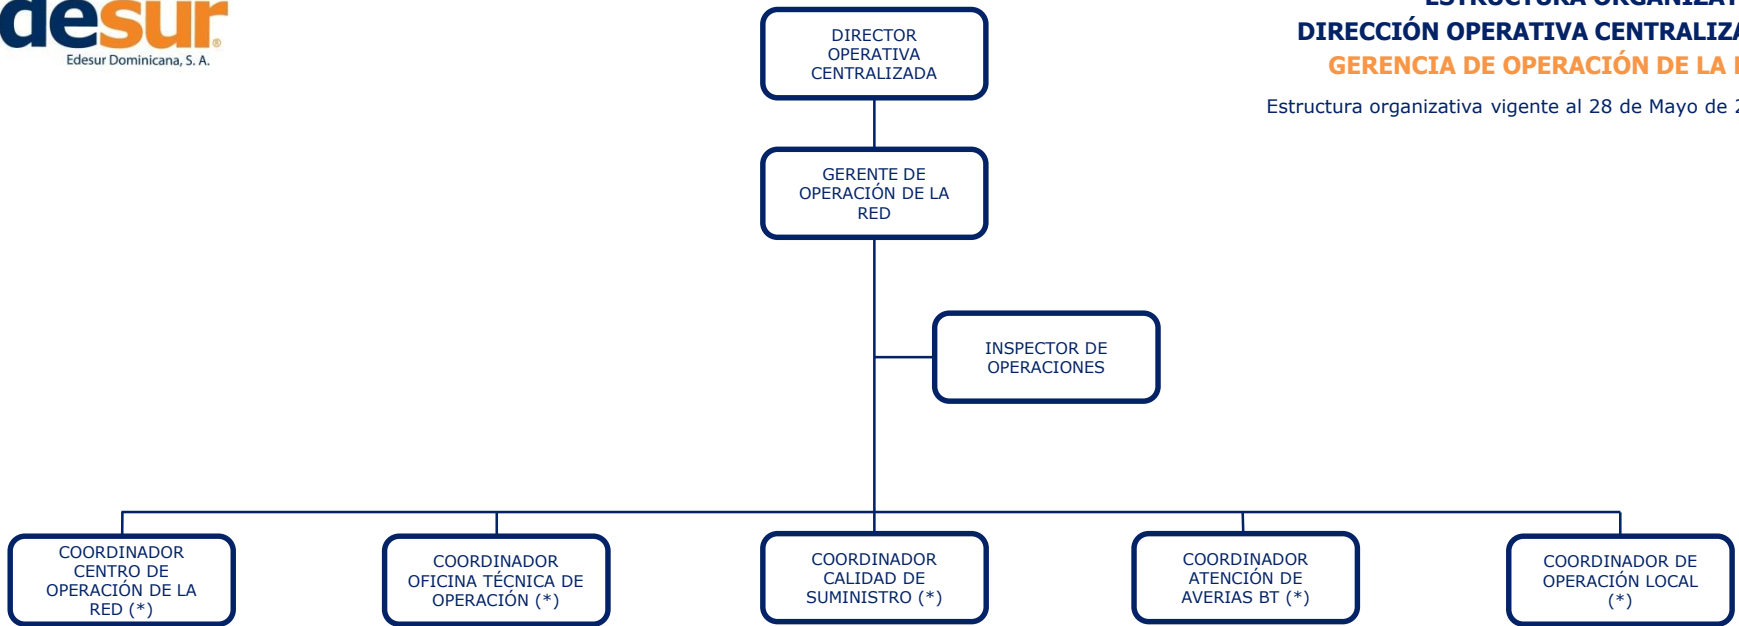 desur®
Edesur Dominicana, S. A.
DIRECCIÓN OPERATIVA
GERENCIA DE OPERACIÓN DE LA
Estructura organizativa vigente al 28 de Mayo de
DIRECTOR
OPERATIVA
CENTRALIZADA
GERENTE DE
OPERACIÓN DE LA
RED
INSPECTOR DE
OPERACIONES
COORDINADOR
CENTRO DE
OPERACIÓN DE LA
RED (*)
COORDINADOR
OFICINA TÉCNICA DE
OPERACIÓN (*)
COORDINADOR
CALIDAD DE
SUMINISTRO (*)
COORDINADOR
ATENCIÓN DE
AVERIAS BT (*)
COORDINADOR DE
OPERACIÓN LOCAL
(*)